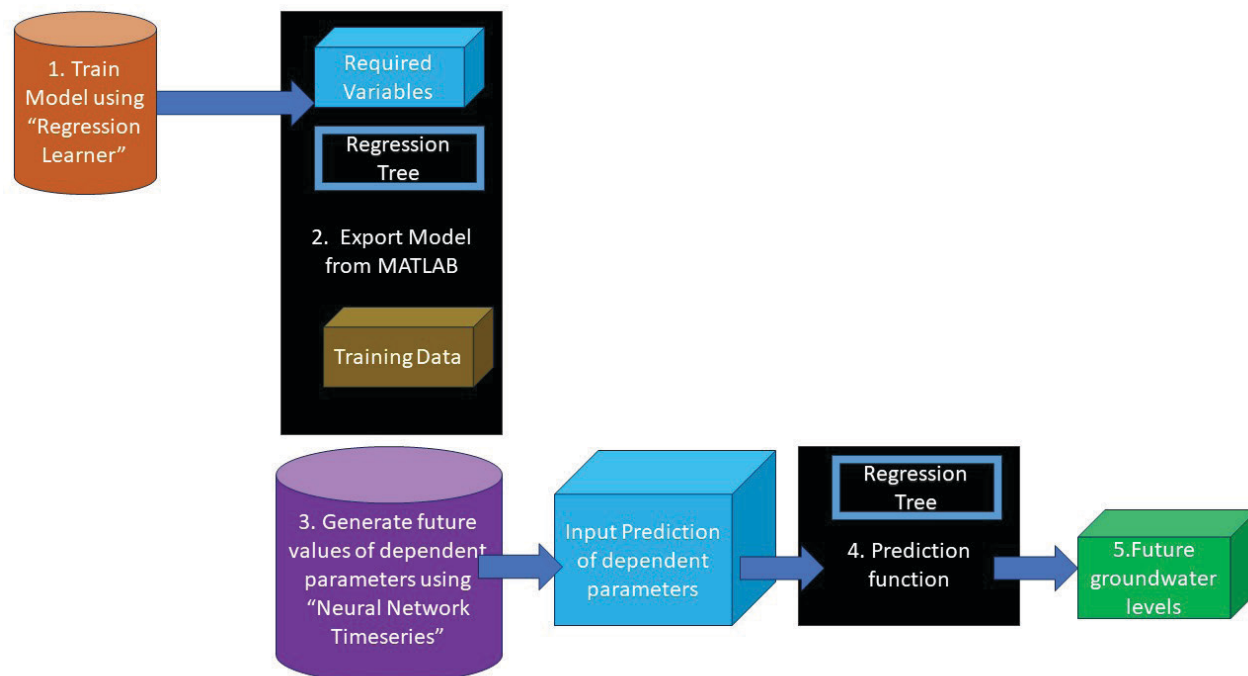 1. Train
Model using
“Regression
Learner”
Required
Variables
Regression
Tree
2.  Export Model
from MATLAB
Training Data
3. Generate future
values of dependent
parameters using
“Neural Network
Timeseries”
Input Prediction
of dependent
parameters
Regression
Tree
4. Prediction
function
5.Future
groundwater
levels